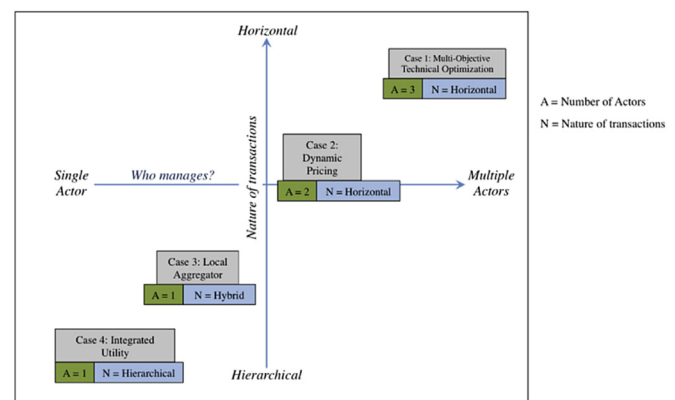 Horizontal
Case 1: Multi-Objective
Technical Optimization
A = 3 N = Horizontal
A = Number of Actors
N = Nature of transactions
Nature of transactions
Case 2:
Dynamic
Pricing
A = 2 N = Horizontal
Single
Actor
Who manages?
Multiple
Actors
Case 3: Local
Aggregator
A = 1 N = Hybrid
Case 4: Integrated
Utility
A = 1 N = Hierarchical
Hierarchical